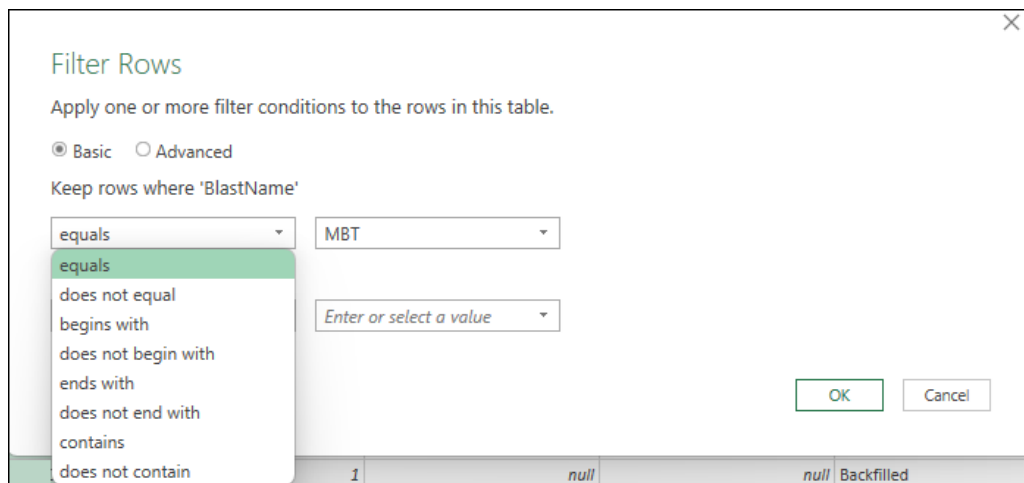 Filter Rows
Apply one or more filter conditions to the rows in this table.
Basic Advanced
Keep rows where 'BlastName'
equals MBT
equals
does not equal
begins with Enter or select a value
does not begin with
ends with
does not end with OK Cancel
contains
does not contain 1 null null Backfilled